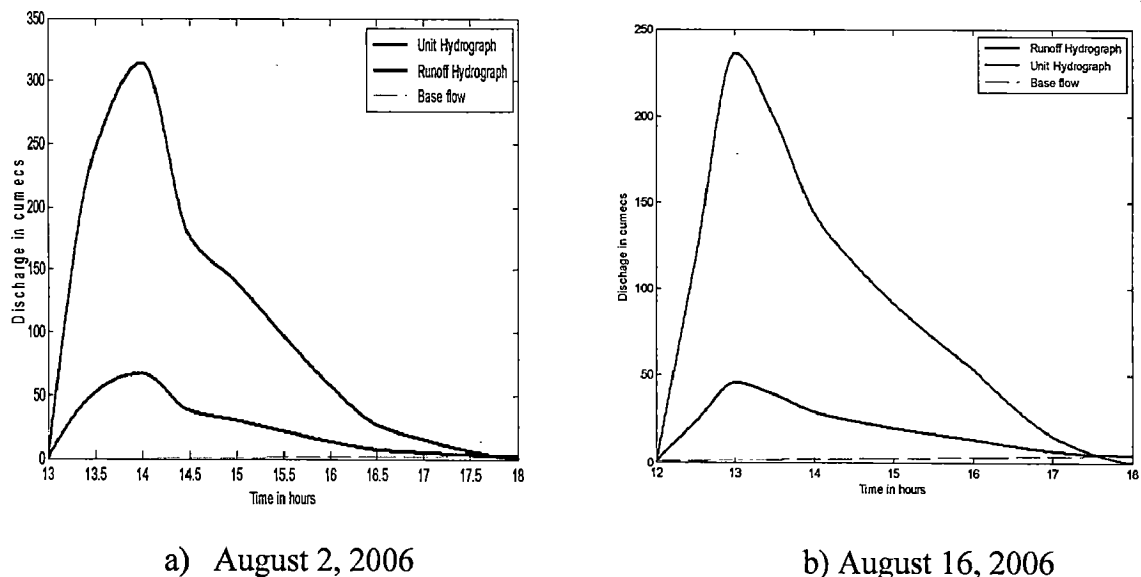 350
300
250
200
150
100
50
0
Discharge in cumecs
Unit Hydrograph
Runoff Hydrograph
Base flow
13 13.5 14 14.5 15 15.5 16 16.5 17 17.5 18
Time in hours
a) August 2, 2006
250
200
150
100
50
0
Dischage in cumecs
Runoff Hydrograph
Unit Hydrograph
Base flow
12 13 14 15 16 17 18
Time in hours
b) August 16, 2006